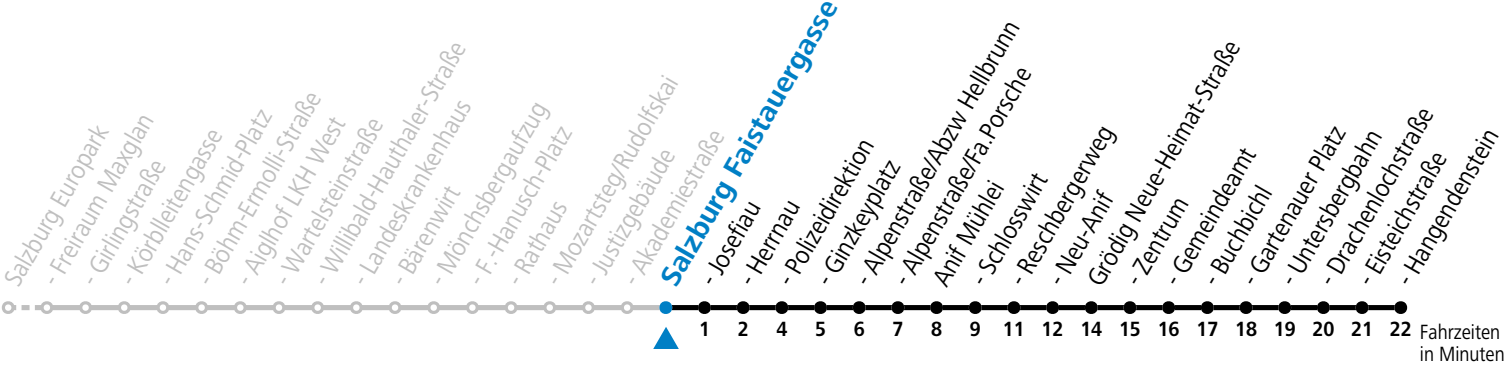 Salzburg Europark
- Freiraum Maxglan
- Girlingstraße
- Körblleitengasse
- Hans-Schmid-Platz
- Böhm-Ermolli-Straße
- Aiglhof LKH West
- Wartelsteinstraße
- Willibald-Hauthaler-Straße
- Landeskrankenhaus
- Bärenwirt
- Mönchsbergaufzug
- F.-Hanusch-Platz
- Rathaus
- Mozartsteg/Rudolfskai
- Justizgebäude
- Akademiestraße
Salzburg Faistauergasse
- Josefiau
- Herrnau
- Polizeidirektion
- Ginzkeyplatz
- Alpenstraße/Abzw Hellbrunn
- Alpenstraße/Fa.Porsche
Anif Mühlei
- Schlosswirt
- Reschbergerweg
- Neu-Anif
Grödig Neue-Heimat-Straße
- Zentrum
- Gemeindeamt
- Buchbichl
- Gartenauer Platz
- Untersbergbahn
- Drachenlochstraße
- Eisteichstraße
- Hangendenstein
1 2 4 5 6 7 8 9 11 12 14 15 16 17 18 19 20 21 22 Fahrzeiten
in Minuten